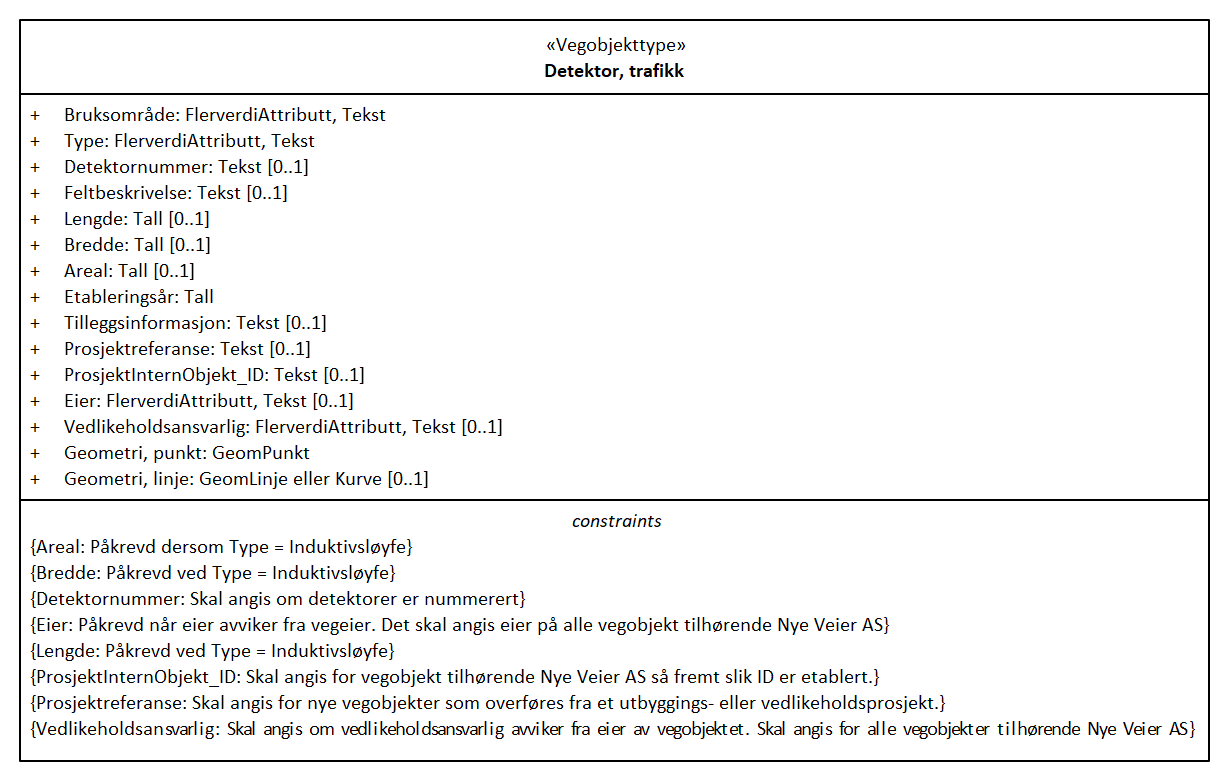 «Vegobjekttype»
Detektor, trafikk
+ Bruksområde: FlerverdiAttributt, Tekst
+ Type: FlerverdiAttributt, Tekst
+ Detektornummer: Tekst [0..1]
+ Feltbeskrivelse: Tekst [0..1]
+ Lengde: Tall [0..1]
+ Bredde: Tall [0..1]
+ Areal: Tall [0..1]
+ Etableringsår: Tall
+ Tilleggsinformasjon: Tekst [0..1]
+ Prosjektreferanse: Tekst [0..1]
+ ProsjektInternObjekt_ID: Tekst [0..1]
+ Eier: FlerverdiAttributt, Tekst [0..1]
+ Vedlikeholdsansvarlig: FlerverdiAttributt, Tekst [0..1]
+ Geometri, punkt: GeomPunkt
+ Geometri, linje: GeomLinje eller Kurve [0..1]
constraints
{Areal: Påkrevd dersom Type = Induktivsløyfe}
{Bredde: Påkrevd ved Type = Induktivsløyfe}
{Detektornummer: Skal angis om detektorer er nummerert}
{Eier: Påkrevd når eier avviker fra vegeier. Det skal angis eier på alle vegobjekt tilhørende Nye Veier AS}
{Lengde: Påkrevd ved Type = Induktivsløyfe}
{ProsjektInternObjekt_ID: Skal angis for vegobjekt tilhørende Nye Veier AS så fremt slik ID er etablert.}
{Prosjektreferanse: Skal angis for nye vegobjekter som overføres fra et utbyggings- eller vedlikeholdsprosjekt.}
{Vedlikeholdsansvarlig: Skal angis om vedlikeholdsansvarlig avviker fra eier av vegobjektet. Skal angis for alle vegobjekter tilhørende Nye Veier AS}